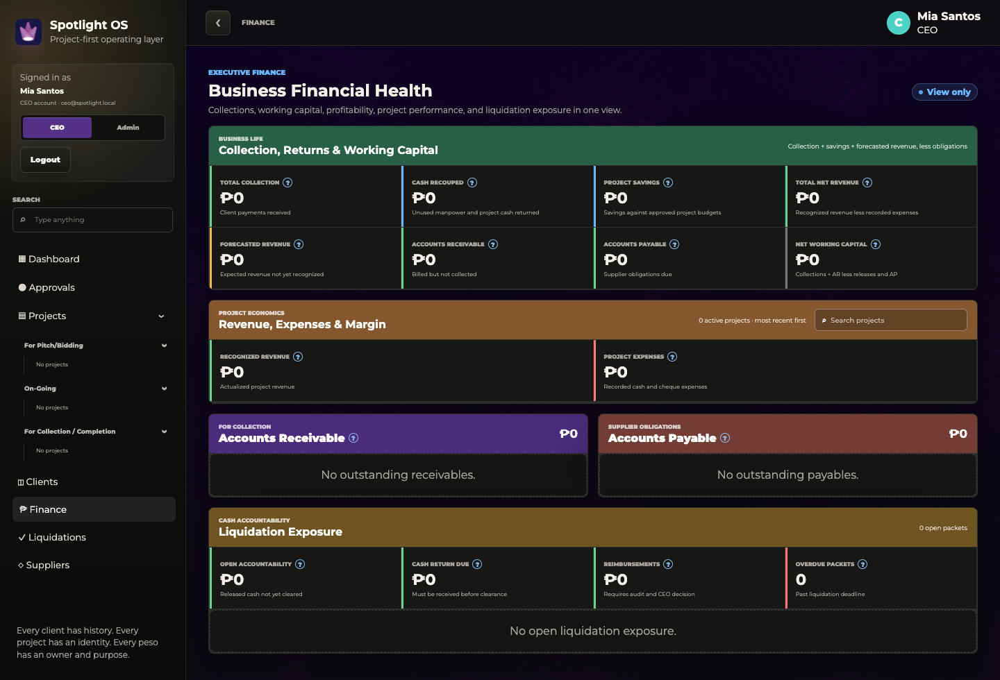 Spotlight OS
Project-first operating layer
Signed in as
Mia Santos
CEO account · ceo@spotlight.local
CEO
Admin
Logout
SEARCH
Type anything
Dashboard
Approvals
Projects
For Pitch/Bidding
No projects
On-Going
No projects
For Collection / Completion
No projects
Clients
₱ Finance
Liquidations
Suppliers
Every client has history. Every
project has an identity. Every peso
has an owner and purpose.
FINANCE
C
Mia Santos
CEO
EXECUTIVE FINANCE
Business Financial Health
Collections, working capital, profitability, project performance, and liquidation exposure in one view.
View only
BUSINESS LIFE
Collection, Returns & Working Capital
Collection + savings + forecasted revenue, less obligations
TOTAL COLLECTION ?
₱0
Client payments received
CASH RECOUPED ?
₱0
Unused manpower and project cash returned
PROJECT SAVINGS ?
₱0
Savings against approved project budgets
TOTAL NET REVENUE ?
₱0
Recognized revenue less recorded expenses
FORECASTED REVENUE ?
₱0
Expected revenue not yet recognized
ACCOUNTS RECEIVABLE ?
₱0
Billed but not collected
ACCOUNTS PAYABLE ?
₱0
Supplier obligations due
NET WORKING CAPITAL ?
₱0
Collections + AR less releases and AP
PROJECT ECONOMICS
Revenue, Expenses & Margin
0 active projects · most recent first
Search projects
RECOGNIZED REVENUE ?
₱0
Actualized project revenue
PROJECT EXPENSES ?
₱0
Recorded cash and cheque expenses
FOR COLLECTION
Accounts Receivable ?
₱0
No outstanding receivables.
SUPPLIER OBLIGATIONS
Accounts Payable ?
₱0
No outstanding payables.
CASH ACCOUNTABILITY
Liquidation Exposure
0 open packets
OPEN ACCOUNTABILITY ?
₱0
Released cash not yet cleared
CASH RETURN DUE ?
₱0
Must be received before clearance
REIMBURSEMENTS ?
₱0
Requires audit and CEO decision
OVERDUE PACKETS ?
0
Past liquidation deadline
No open liquidation exposure.